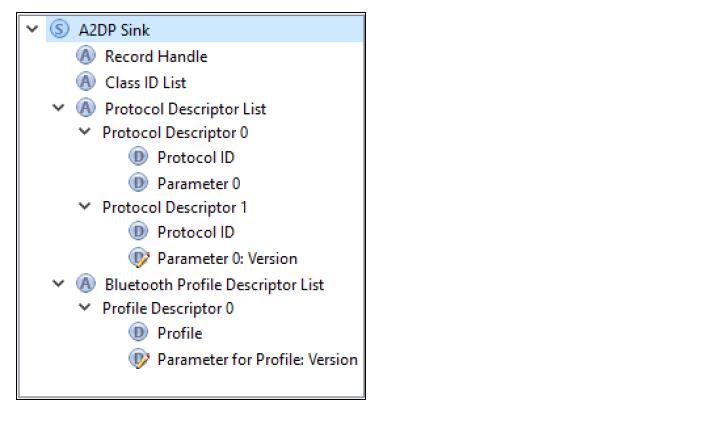 S A2DP Sink
A Record Handle
A Class ID List
A Protocol Descriptor List
Protocol Descriptor 0
D Protocol ID
D Parameter 0
Protocol Descriptor 1
D Protocol ID
D Parameter 0: Version
A Bluetooth Profile Descriptor List
Profile Descriptor 0
D Profile
D Parameter for Profile: Version